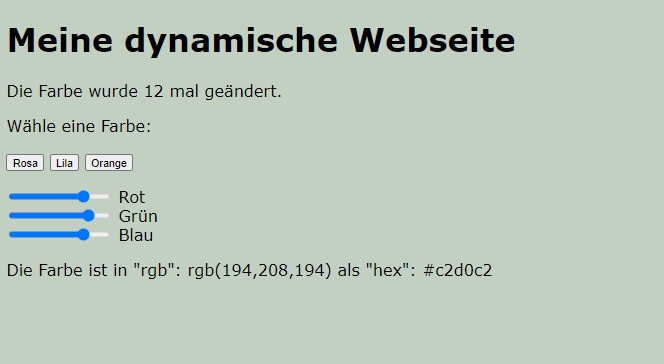 Meine dynamische Webseite
Die Farbe wurde 12 mal geändert.
Wähle eine Farbe:
Rosa Lila Orange
Rot
Grün
Blau
Die Farbe ist in "rgb": rgb(194,208,194) als "hex": #c2d0c2